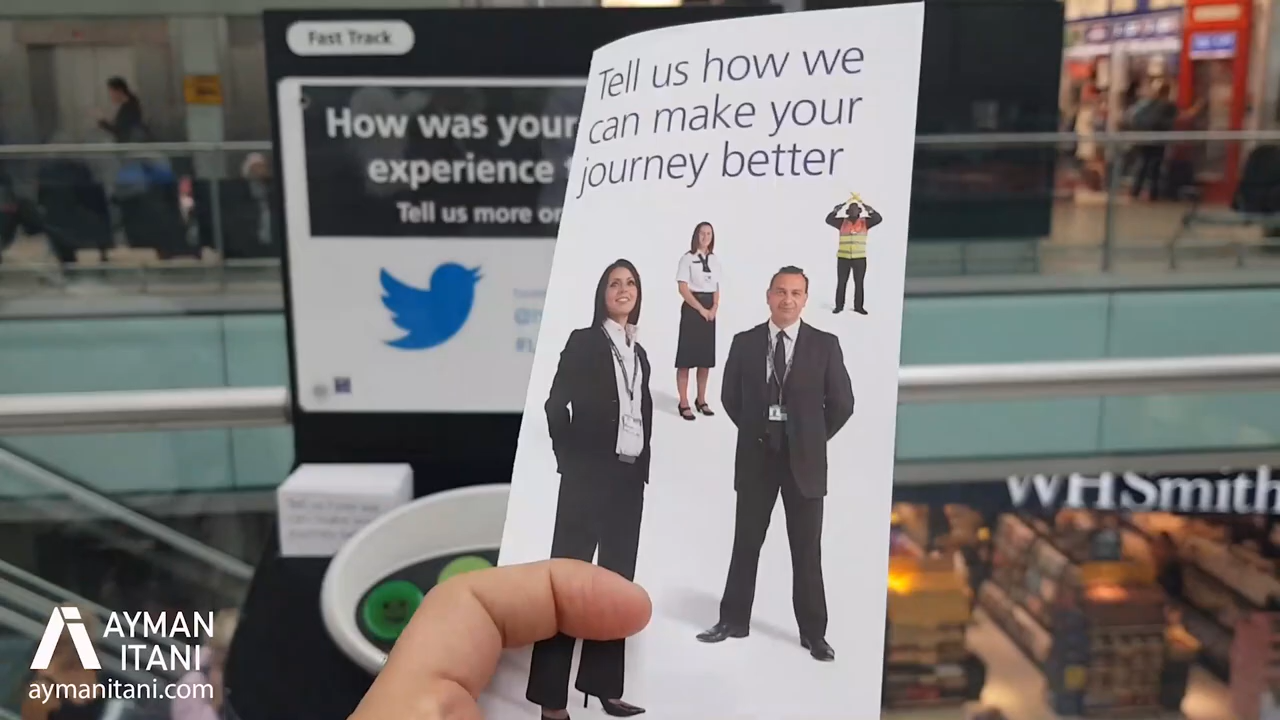 Fast Track
How was your
experience
Tell us more on
Tell us how we
can make your
journey better
WHSmith
AYMAN
ITANI
aymanitani.com